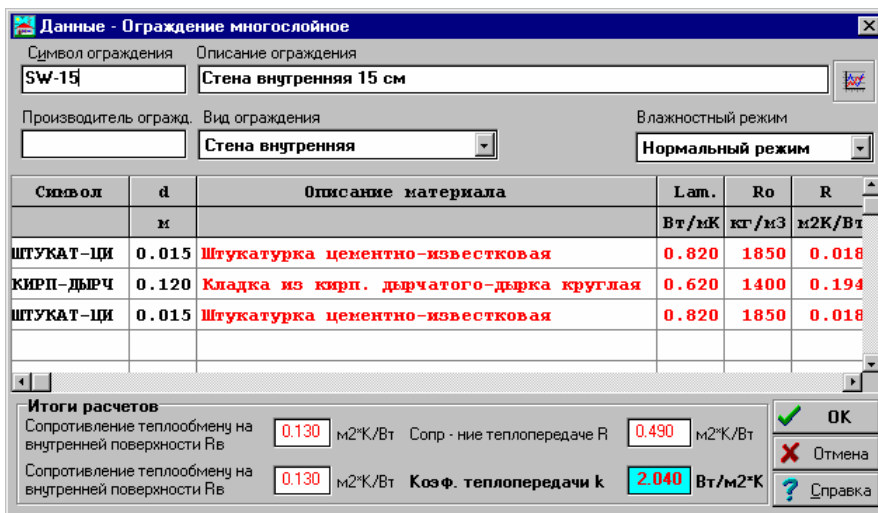 Данные - Ограждение многослойное
Символ ограждения Описание ограждения
SW-15 Стена внутренняя 15 см
Производитель огражд. Вид ограждения Влажностный режим
Стена внутренняя Нормальный режим
Символ d Описание материала Lam. Ro R
м Вт/мК кг/м3 м2К/Вт
ШТУКАТ-ЦИ 0.015 Штукатурка цементно-известковая 0.820 1850 0.018
КИРП-ДЫРЧ 0.120 Кладка из кирп. дырчатого-дырка круглая 0.620 1400 0.194
ШТУКАТ-ЦИ 0.015 Штукатурка цементно-известковая 0.820 1850 0.018
Итоги расчетов
Сопротивление теплообмену на
внутренней поверхности Rв 0.130 м2*К/Вт Сопр - ние теплопередаче R 0.490 м2*К/Вт
Сопротивление теплообмену на
внутренней поверхности Rв 0.130 м2*К/Вт Коэф. теплопередачи k 2.040 Вт/м2*К
OK
Отмена
Справка